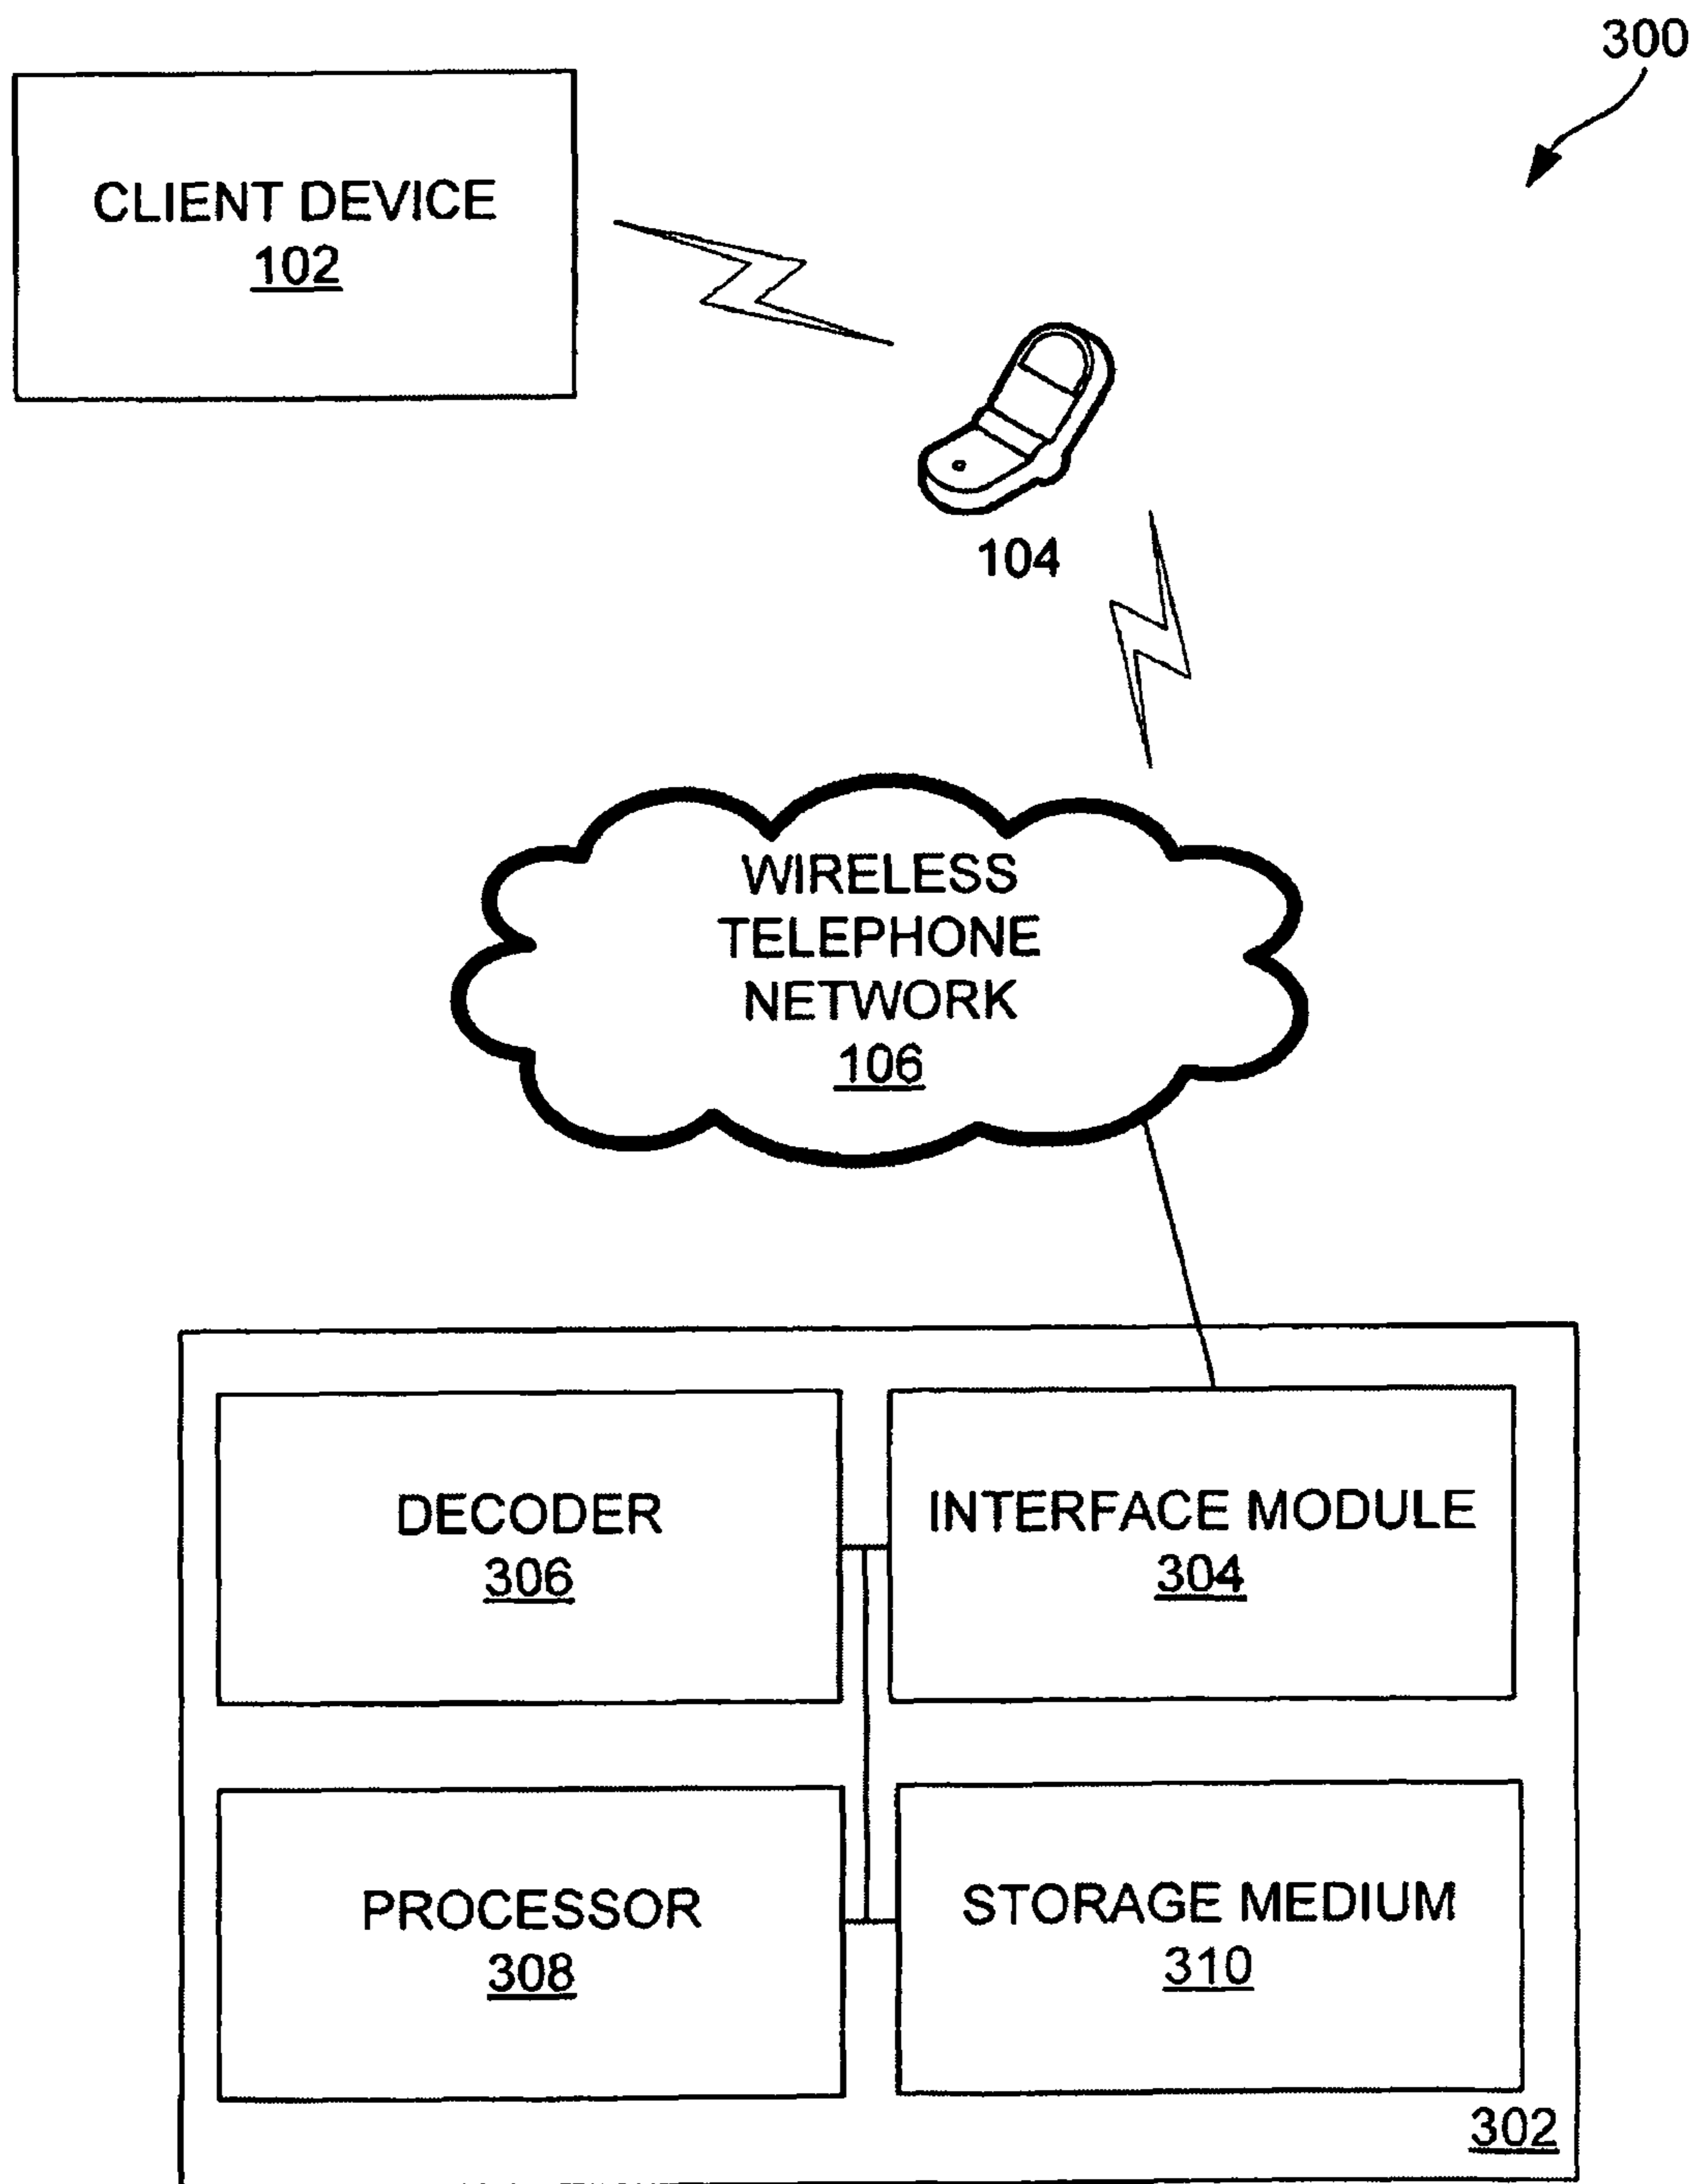 300
CLIENT DEVICE
102
104
WIRELESS
TELEPHONE
NETWORK
106
DECODER
306
INTERFACE MODULE
304
PROCESSOR
308
STORAGE MEDIUM
310
302